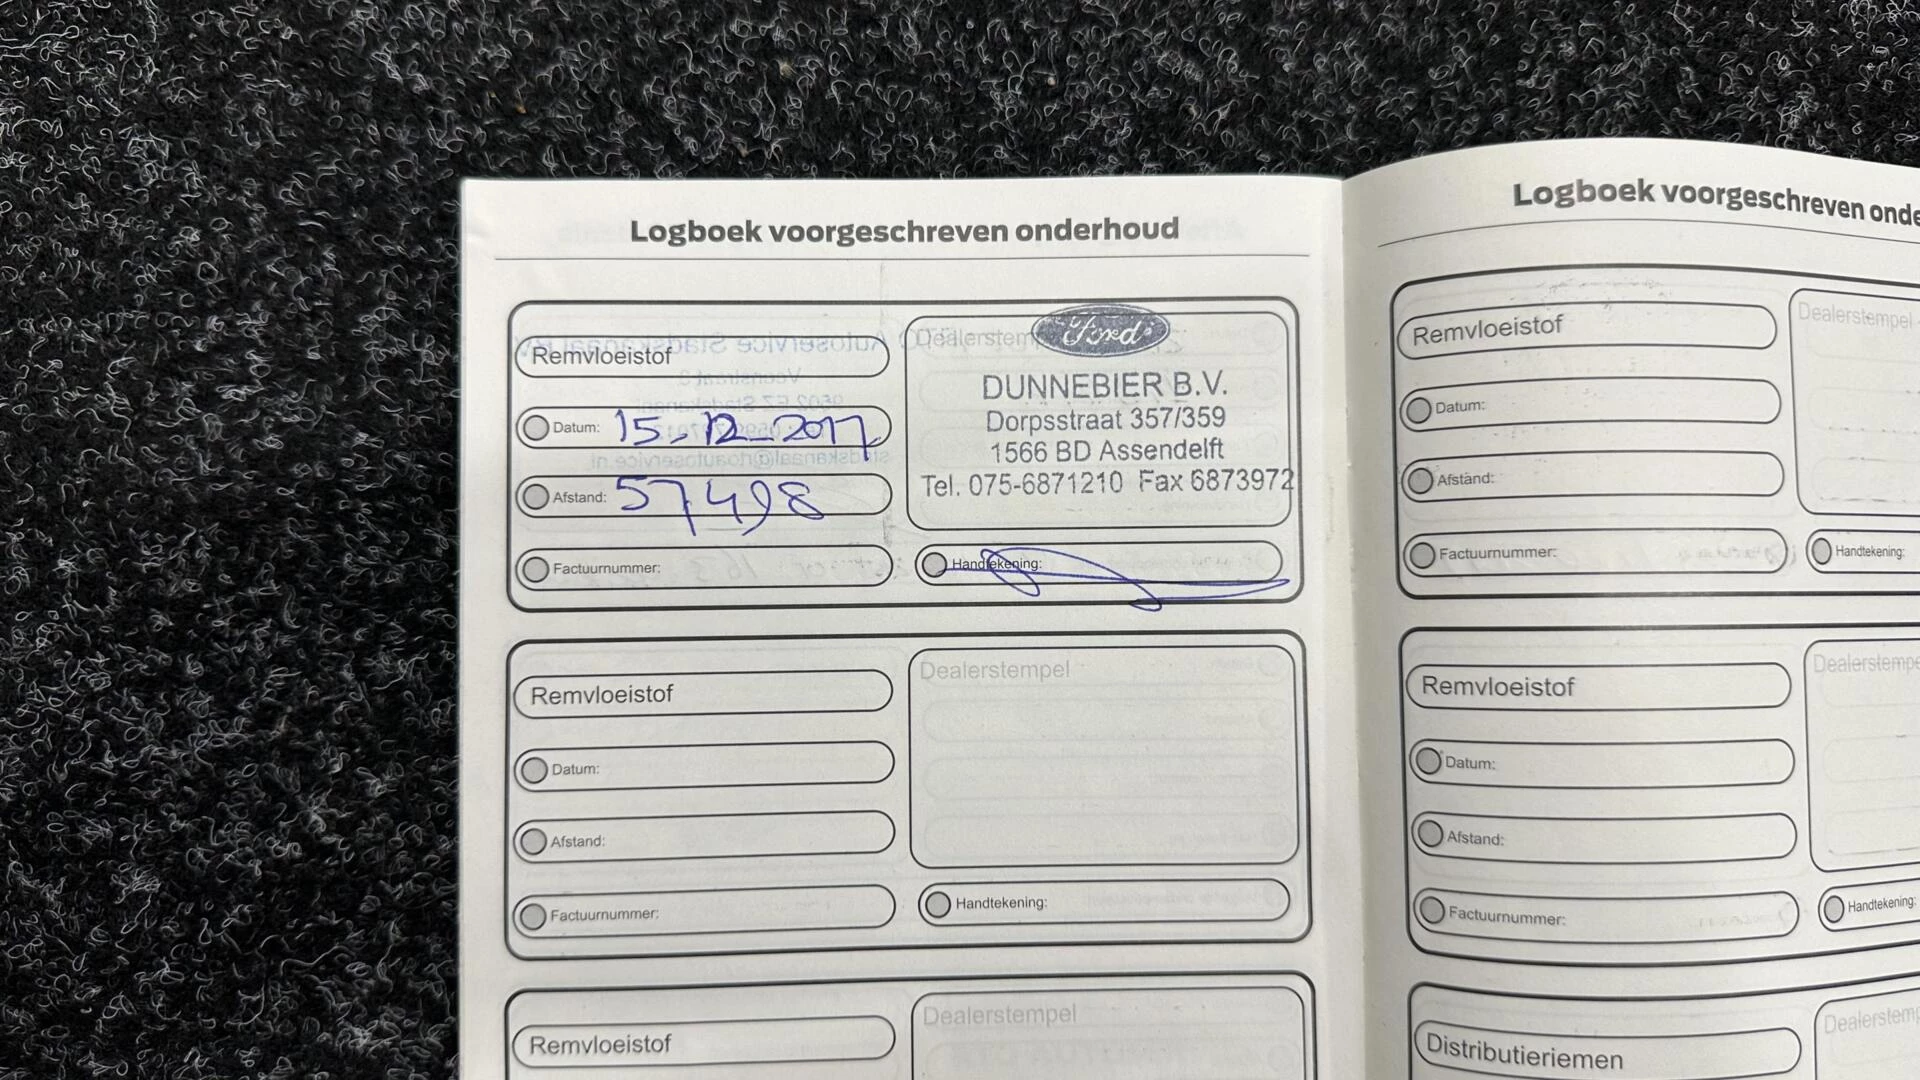 Logboek voorgeschreven onderhoud
Remvloeistof
Datum: 15-12-2017
Afstand: 57498
Factuurnummer:
Dealerstempel
Ford
DUNNEBIER B.V.
Dorpsstraat 357/359
1566 BD Assendelft
Tel. 075-6871210 Fax 6873972
Handtekening:
Remvloeistof
Datum:
Afstand:
Factuurnummer:
Dealerstempel
Handtekening:
Remvloeistof
Dealerstempel
Logboek voorgeschreven onde
Remvloeistof
Datum:
Afstand:
Factuurnummer:
Dealerstempel
Handtekening:
Remvloeistof
Datum:
Afstand:
Factuurnummer:
Dealerstempe
Handtekening:
Distributieriemen
Dealerstemp